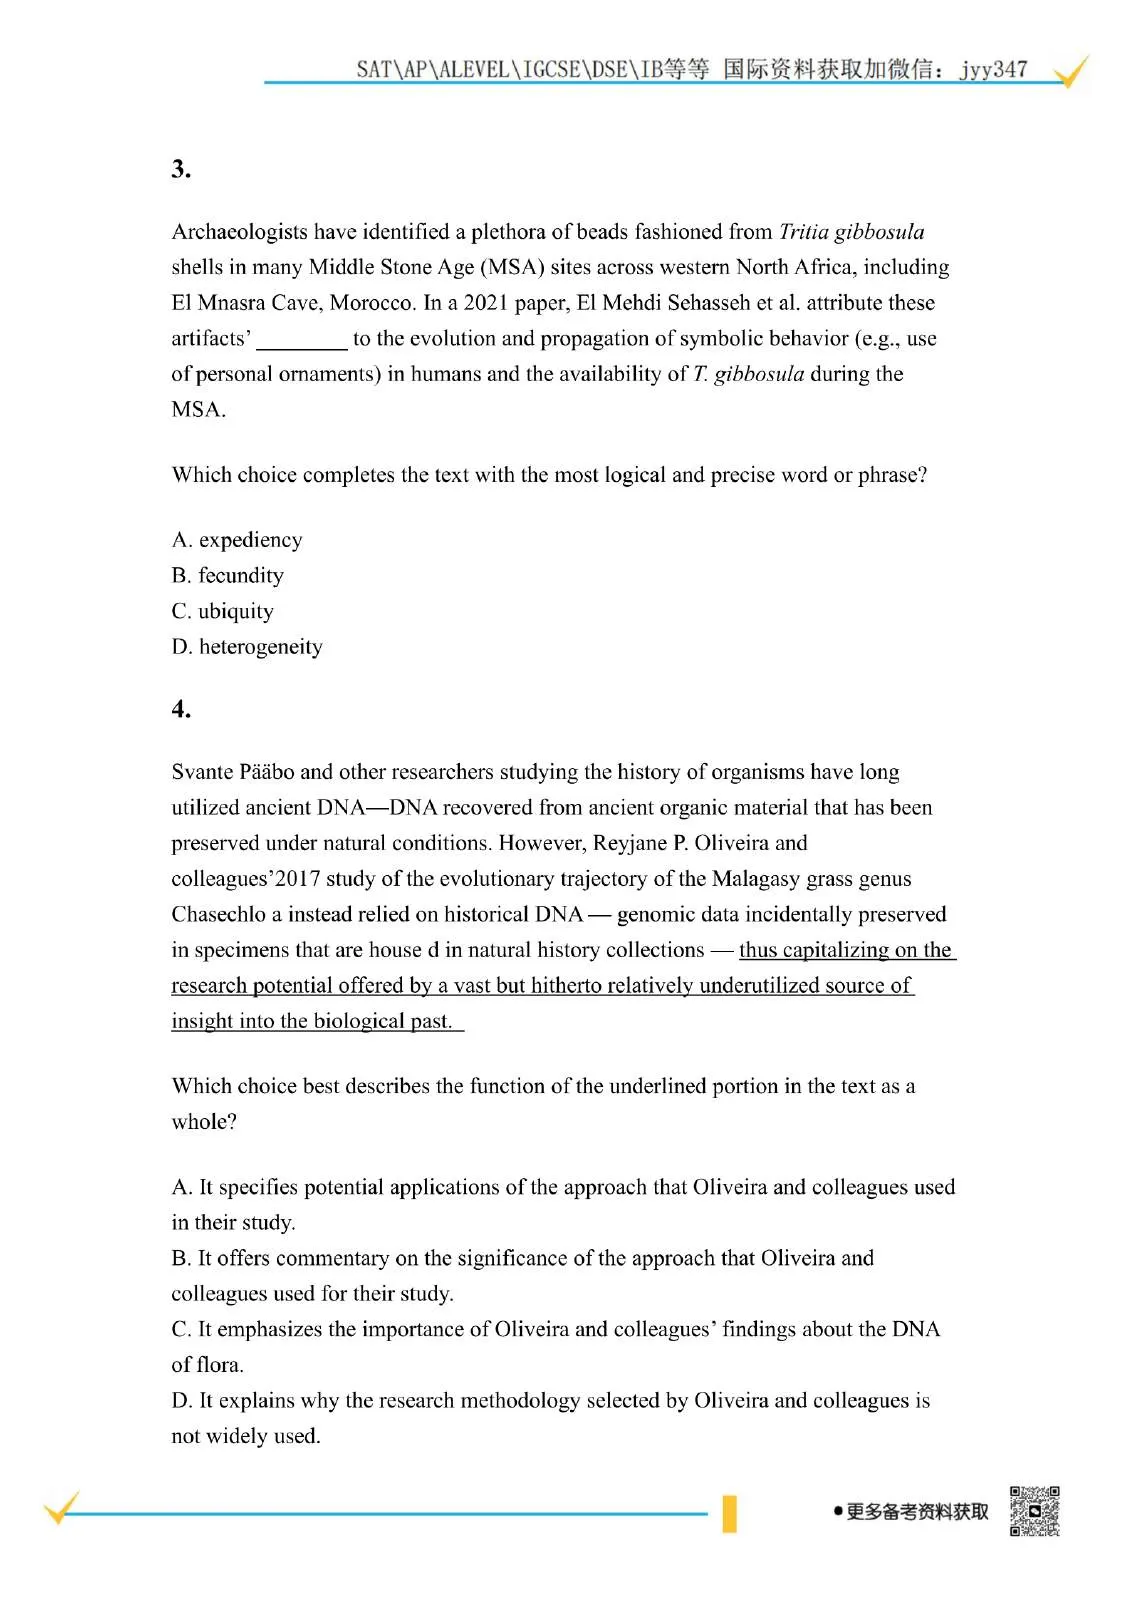 SAT\AP\ALEVEL\IGCSE\DSE\IB等等 国际资料获取加微信：jyy347
3.
Archaeologists have identified a plethora of beads fashioned from Tritia gibbosula
shells in many Middle Stone Age (MSA) sites across western North Africa, including
El Mnasra Cave, Morocco. In a 2021 paper, El Mehdi Sehasseh et al. attribute these
artifacts’ ________ to the evolution and propagation of symbolic behavior (e.g., use
of personal ornaments) in humans and the availability of T. gibbosula during the
MSA.
Which choice completes the text with the most logical and precise word or phrase?
A. expediency
B. fecundity
C. ubiquity
D. heterogeneity
4.
Svante Pääbo and other researchers studying the history of organisms have long
utilized ancient DNA—DNA recovered from ancient organic material that has been
preserved under natural conditions. However, Reyjane P. Oliveira and
colleagues’2017 study of the evolutionary trajectory of the Malagasy grass genus
Chasechlo a instead relied on historical DNA — genomic data incidentally preserved
in specimens that are house d in natural history collections — thus capitalizing on the
research potential offered by a vast but hitherto relatively underutilized source of
insight into the biological past.
Which choice best describes the function of the underlined portion in the text as a
whole?
A. It specifies potential applications of the approach that Oliveira and colleagues used
in their study.
B. It offers commentary on the significance of the approach that Oliveira and
colleagues used for their study.
C. It emphasizes the importance of Oliveira and colleagues’ findings about the DNA
of flora.
D. It explains why the research methodology selected by Oliveira and colleagues is
not widely used.
•更多备考资料获取